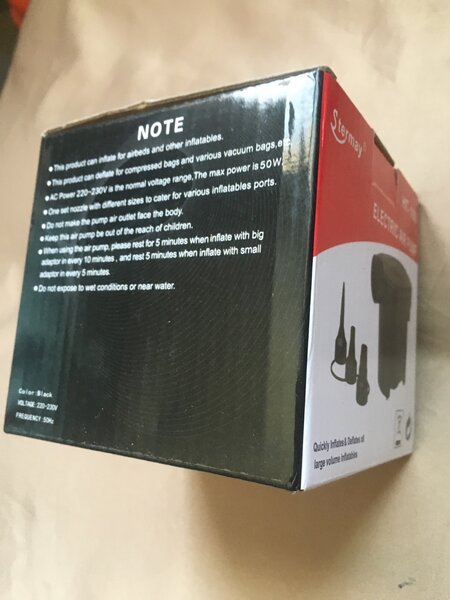 NOTE
●This product can inflate for airbeds and other inflatables.
●This product can deflate for compressed bags and various vacuum bags,etc.
●AC Power 220~230V is the normal voltage range,The max power is 50W.
●One set nozzle with different sizes to cater for various inflatables ports.
●Do not make the pump air outlet face the body.
●Keep this air pump be out of the reach of children.
●When using the air pump, please rest for 5 minutes when inflate with big
adaptor in every 10 minutes , and rest 5 minutes when inflate with small
adaptor in every 5 minutes.
●Do not expose to wet conditions or near water.
Color:Black
VOLTAGE: 220-230V
FREQUENCY: 50Hz
Stermay®
ELECTRIC AIR
Quickly Inflates & Deflates all
large volume inflatables